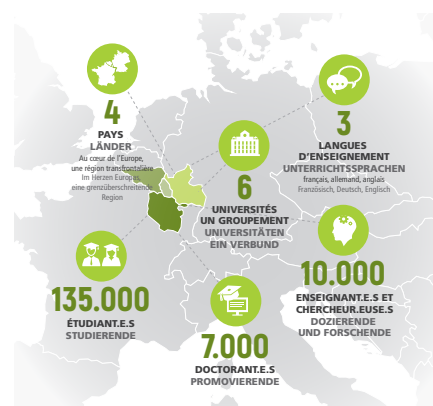 4
PAYS
LÄNDER
Au cœur de l'Europe,
une région transfrontalière
Im Herzen Europas,
eine grenzüberschreitende
Region
3
LANGUES
D'ENSEIGNEMENT
UNTERRICHTSSPRACHEN
français, allemand, anglais
Französisch, Deutsch, Englisch
6
UNIVERSITÉS
UN GROUPEMENT
UNIVERSITÄTEN
EIN VERBUND
10.000
ENSEIGNANT.E.S ET
CHERCHEUR.EUSE.S
DOZIERENDE
UND FORSCHENDE
135.000
ÉTUDIANT.E.S
STUDIERENDE
7.000
DOCTORANT.E.S
PROMOVIERENDE